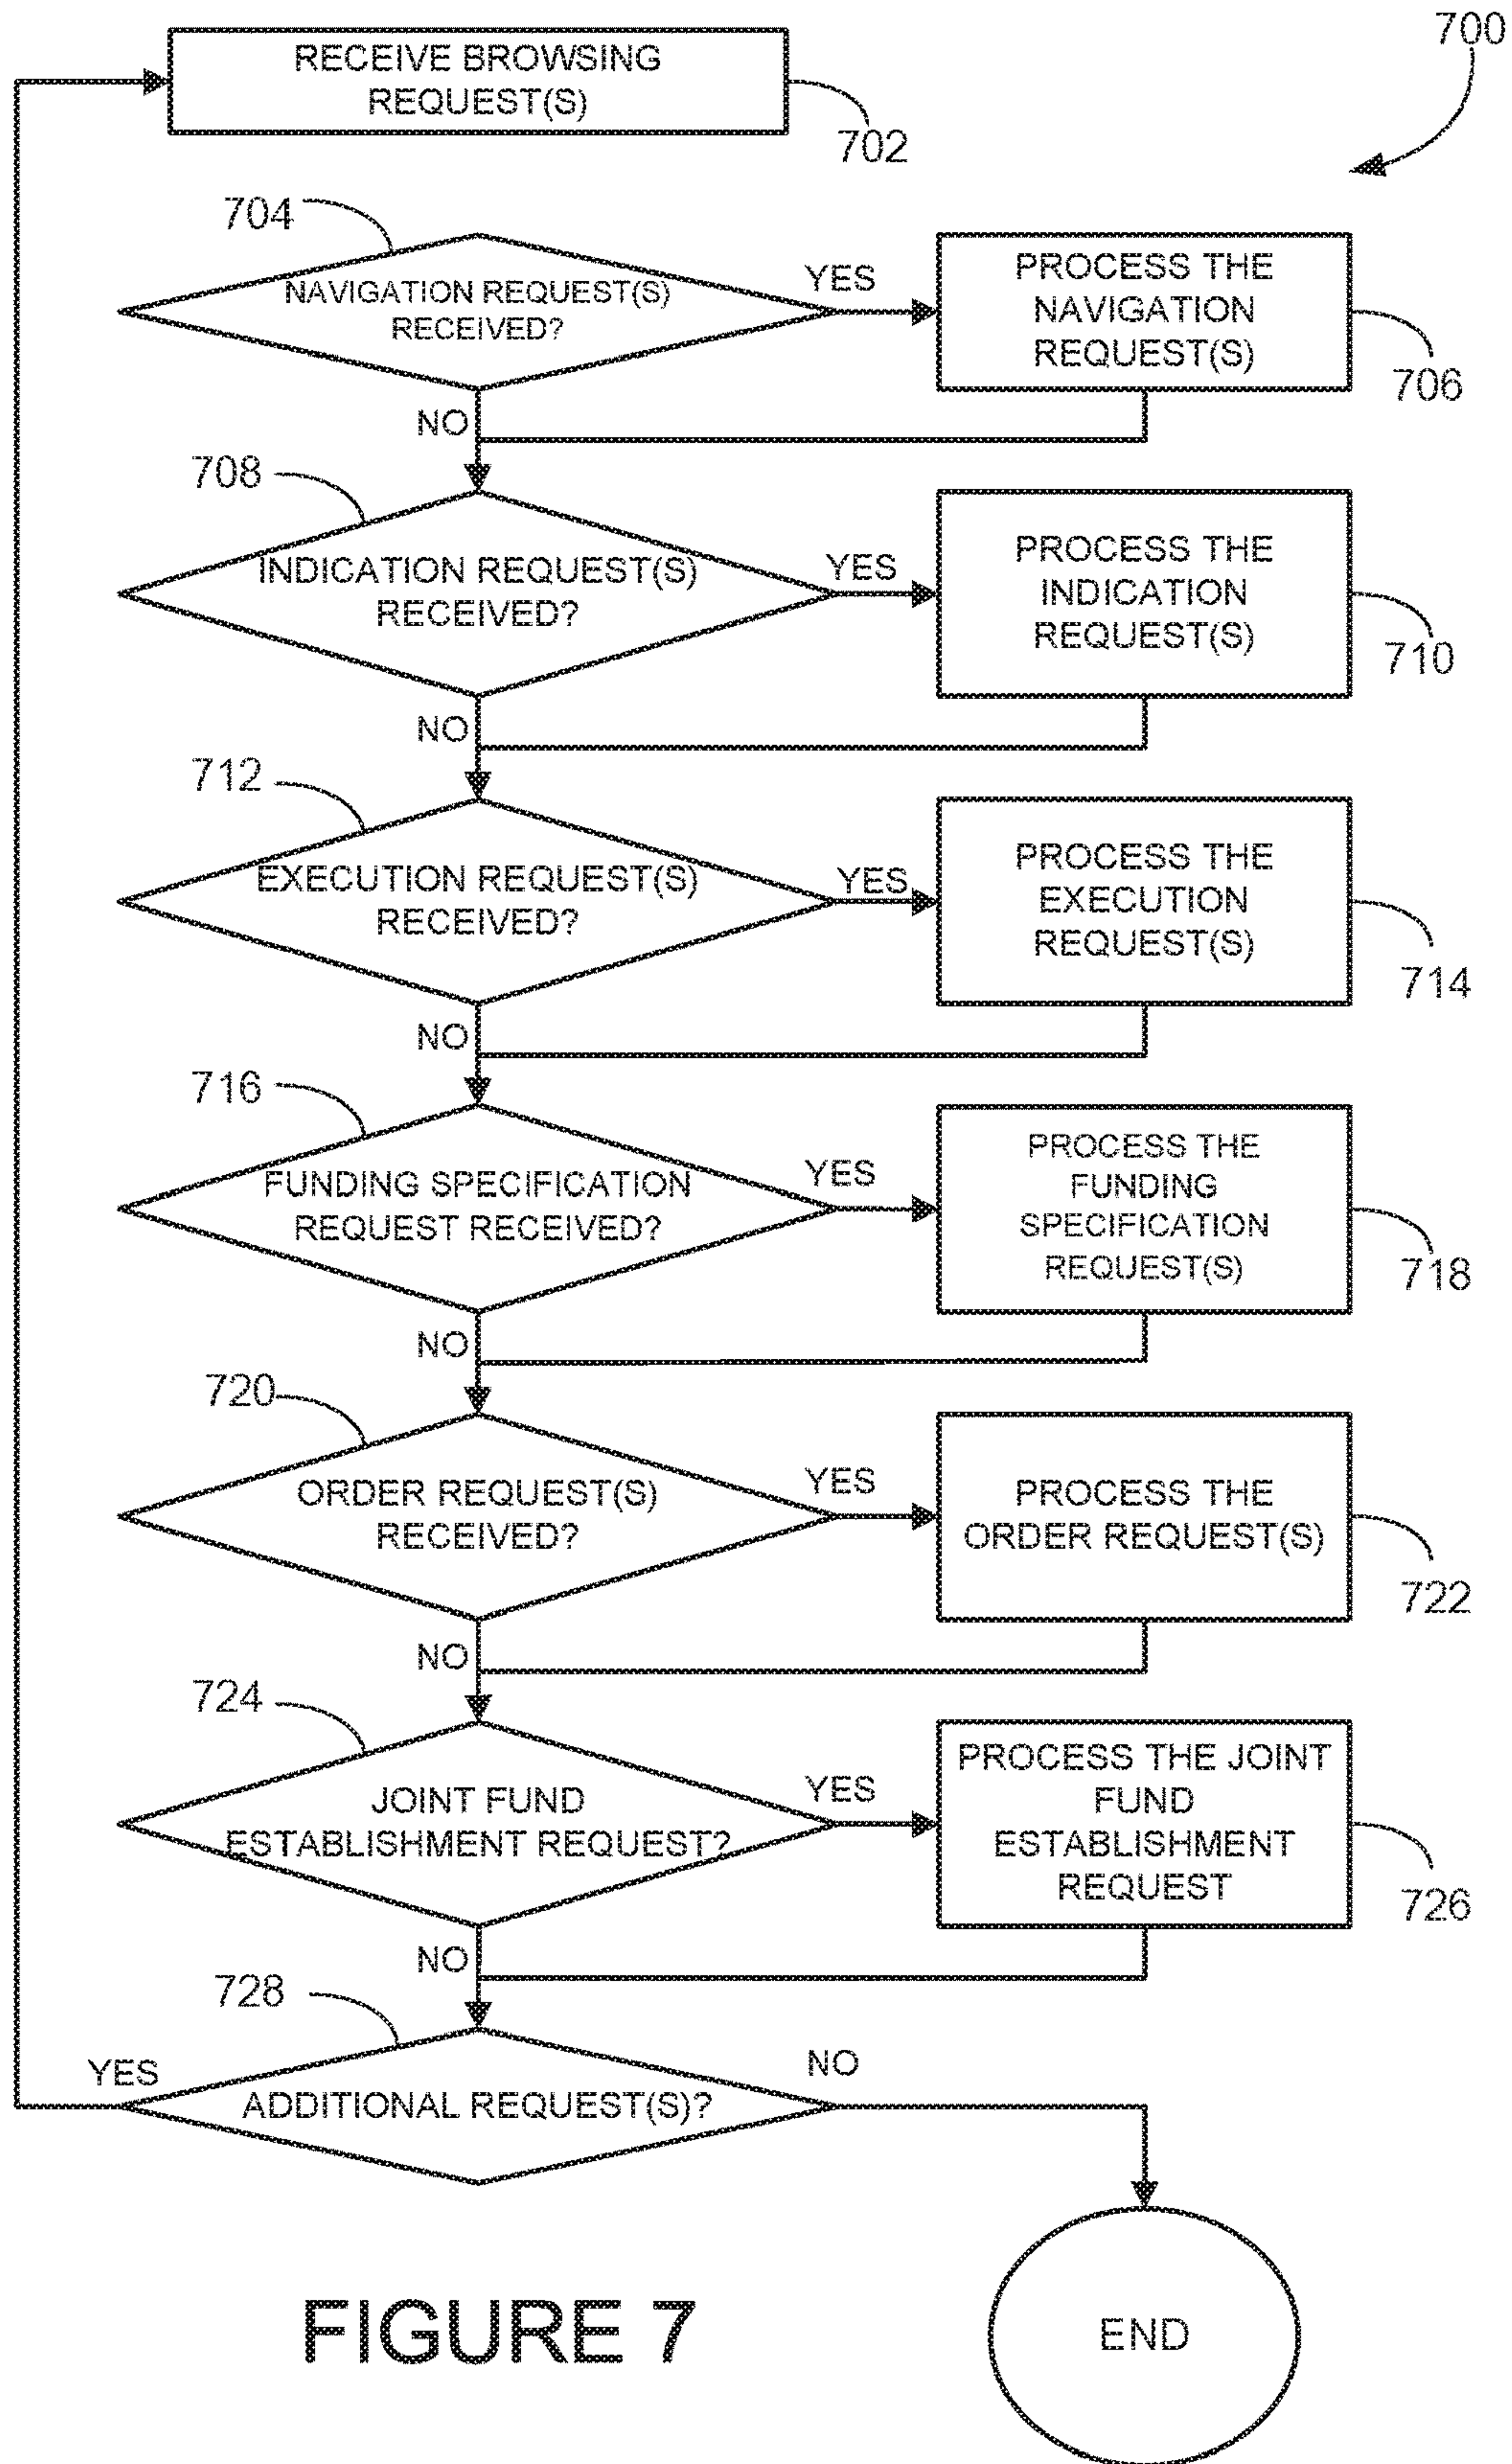 700
RECEIVE BROWSING
REQUEST(S)
702
704
NAVIGATION REQUEST(S)
RECEIVED?
YES
PROCESS THE
NAVIGATION
REQUEST(S)
706
NO
708
INDICATION REQUEST(S)
RECEIVED?
YES
PROCESS THE
INDICATION
REQUEST(S)
710
NO
712
EXECUTION REQUEST(S)
RECEIVED?
YES
PROCESS THE
EXECUTION
REQUEST(S)
714
NO
716
FUNDING SPECIFICATION
REQUEST RECEIVED?
YES
PROCESS THE
FUNDING
SPECIFICATION
REQUEST(S)
718
NO
720
ORDER REQUEST(S)
RECEIVED?
YES
PROCESS THE
ORDER REQUEST(S)
722
NO
724
JOINT FUND
ESTABLISHMENT REQUEST?
YES
PROCESS THE JOINT
FUND
ESTABLISHMENT
REQUEST
726
NO
728
YES
ADDITIONAL REQUEST(S)?
NO
END
FIGURE 7